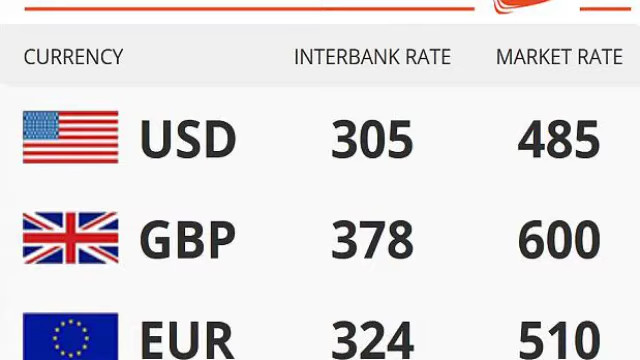 CURRENCY INTERBANK RATE MARKET RATE
USD 305 485
GBP 378 600
EUR 324 510